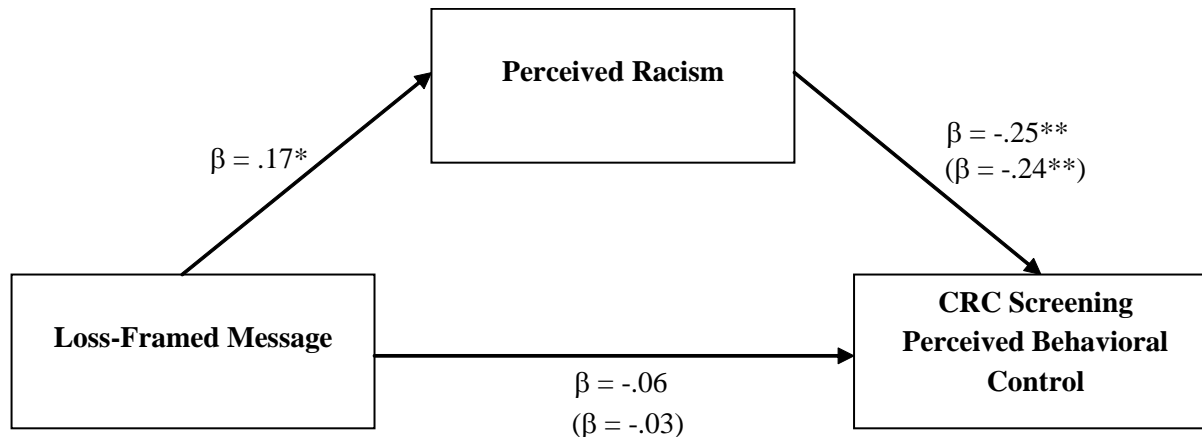 Perceived Racism
β = .17*
β = -.25**
(β = -.24**)
Loss-Framed Message
CRC Screening
Perceived Behavioral
Control
β = -.06
(β = -.03)